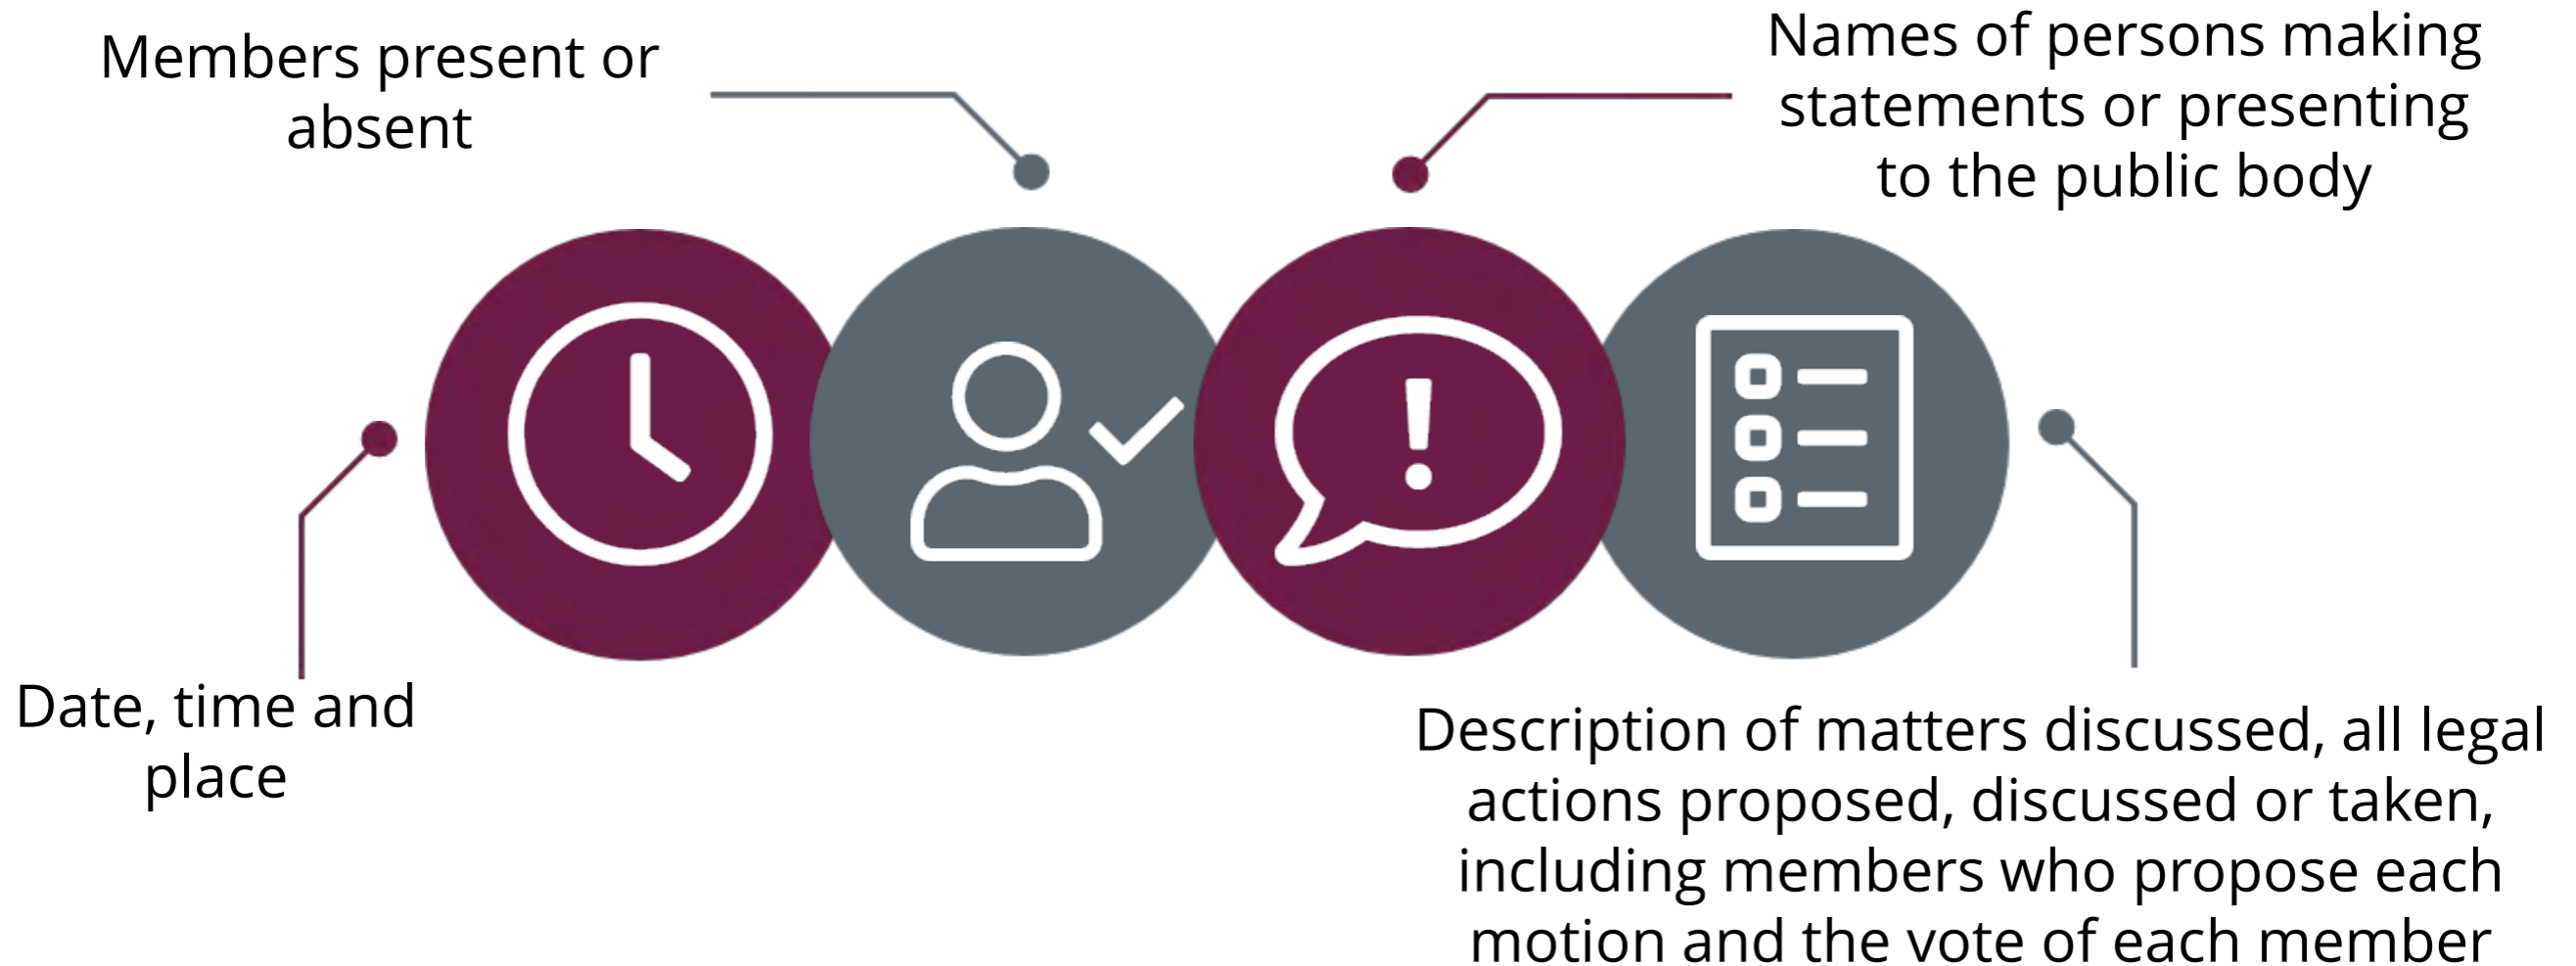 Members present or
absent
Names of persons making
statements or presenting
to the public body
Date, time and
place
Description of matters discussed, all legal
actions proposed, discussed or taken,
including members who propose each
motion and the vote of each member